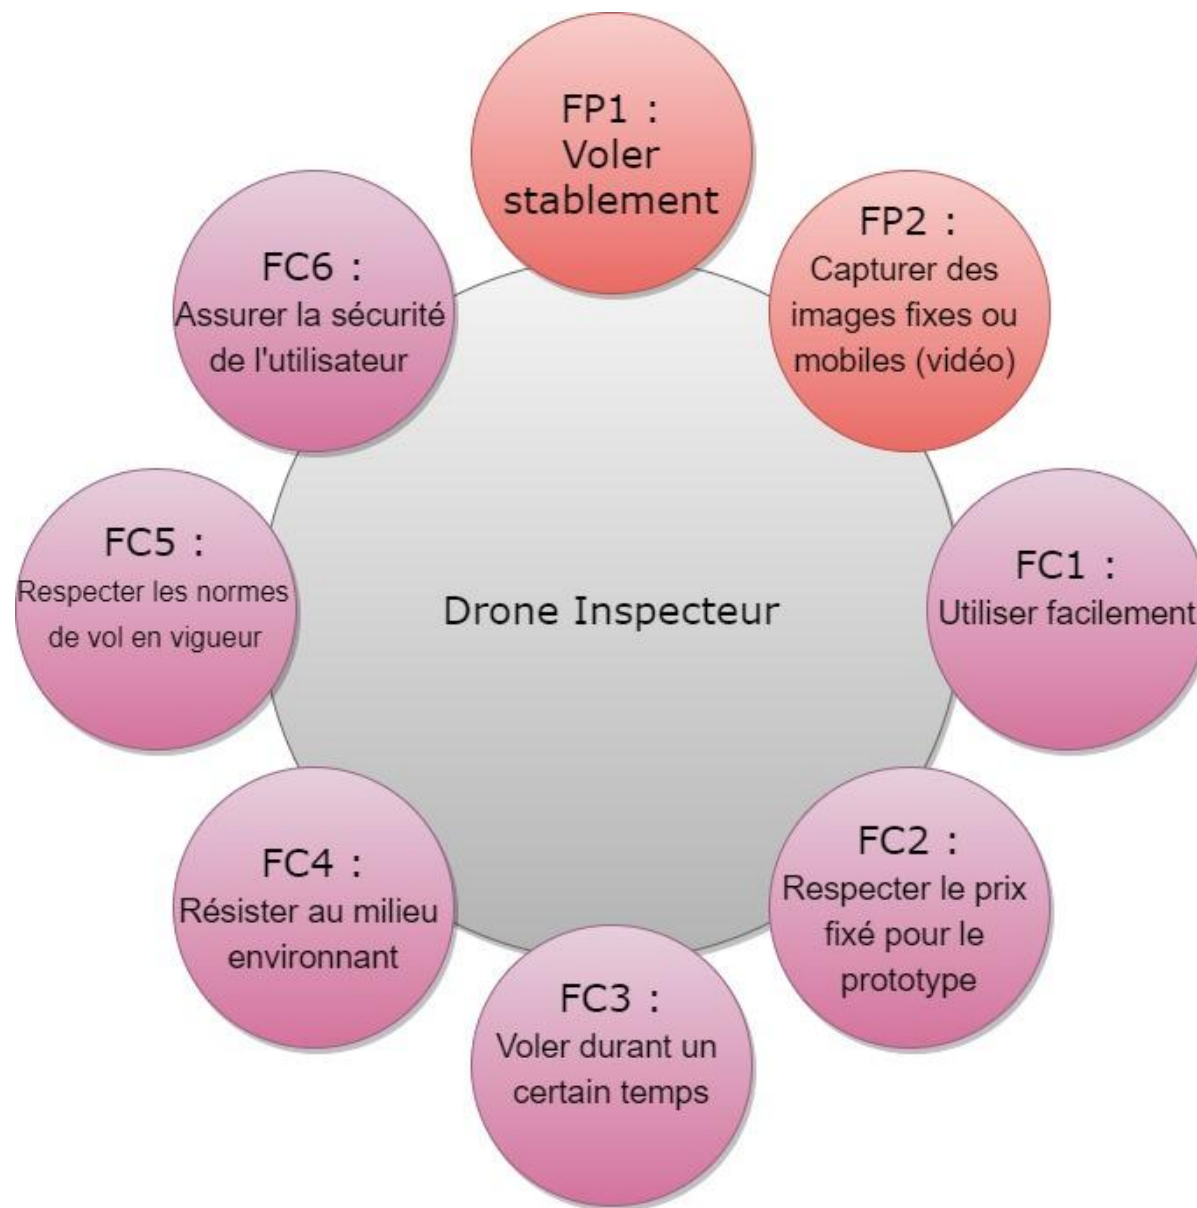 FP1 :
Voler
stablement
FP2 :
Capturer des
images fixes ou
mobiles (vidéo)
FC1 :
Utiliser facilement
FC2 :
Respecter le prix
fixé pour le
prototype
FC3 :
Voler durant un
certain temps
FC4 :
Résister au milieu
environnant
FC5 :
Respecter les normes
de vol en vigueur
FC6 :
Assurer la sécurité
de l'utilisateur
Drone Inspecteur